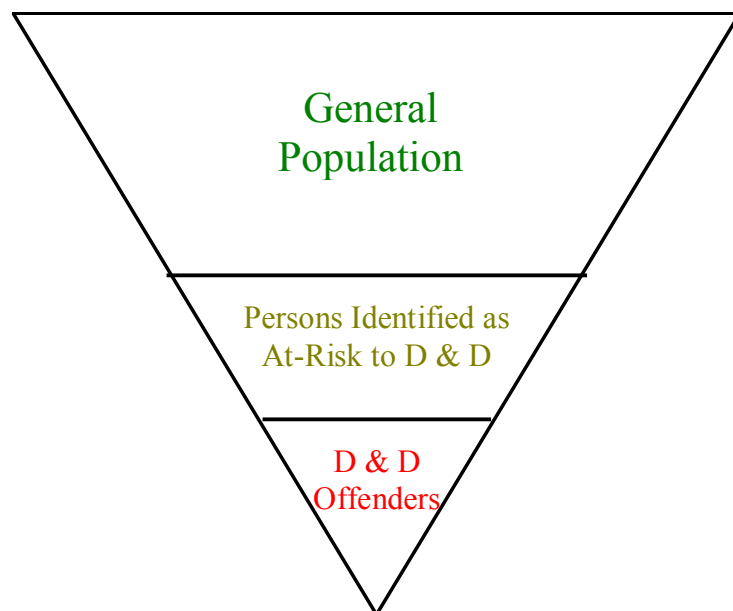 General
Population
Persons Identified as
At-Risk to D & D
D & D
Offenders